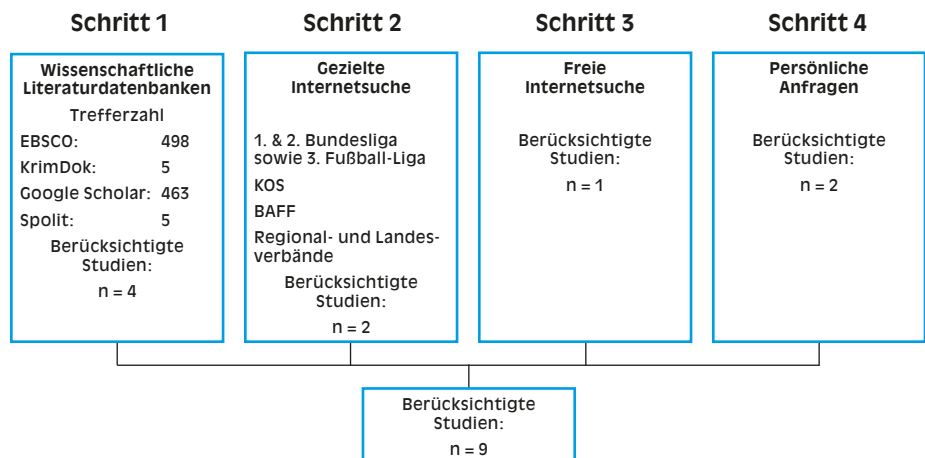 Schritt 1
Wissenschaftliche
Literaturdatenbanken
Trefferzahl
EBSCO: 498
KrimDok: 5
Google Scholar: 463
Spolit: 5
Berücksichtigte
Studien:
n = 4
Schritt 2
Gezielte
Internetsuche
1. & 2. Bundesliga
sowie 3. Fußball-Liga
KOS
BAFF
Regional- und Landes-
verbände
Berücksichtigte
Studien:
n = 2
Schritt 3
Freie
Internetsuche
Berücksichtigte
Studien:
n = 1
Schritt 4
Persönliche
Anfragen
Berücksichtigte
Studien:
n = 2
Berücksichtigte
Studien:
n = 9